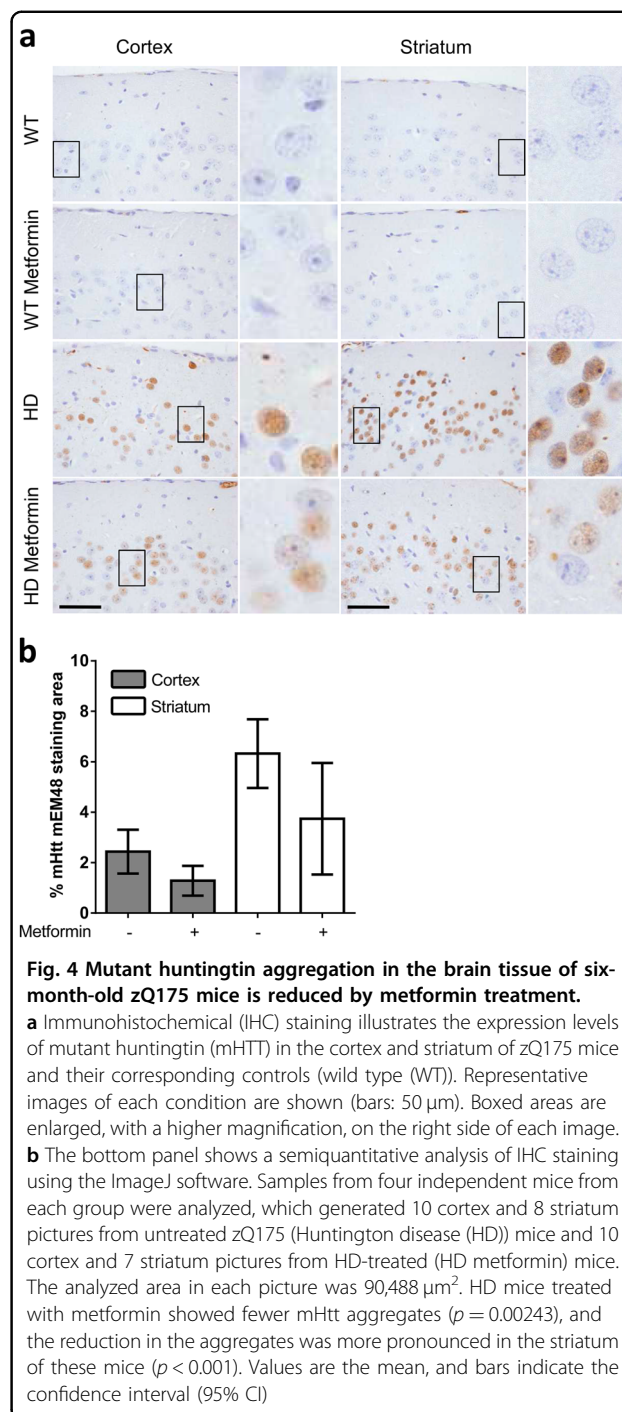 a
Cortex Striatum
WT
WT Metformin
HD
HD Metformin
b
10
8
6
4
2
0
% mHtt mEM48 staining area
Cortex
Striatum
Metformin - + - +
Fig. 4 Mutant huntingtin aggregation in the brain tissue of six-
month-old zQ175 mice is reduced by metformin treatment.
a Immunohistochemical (IHC) staining illustrates the expression levels
of mutant huntingtin (mHTT) in the cortex and striatum of zQ175 mice
and their corresponding controls (wild type (WT)). Representative
images of each condition are shown (bars: 50 μm). Boxed areas are
enlarged, with a higher magnification, on the right side of each image.
b The bottom panel shows a semiquantitative analysis of IHC staining
using the ImageJ software. Samples from four independent mice from
each group were analyzed, which generated 10 cortex and 8 striatum
pictures from untreated zQ175 (Huntington disease (HD)) mice and 10
cortex and 7 striatum pictures from HD-treated (HD metformin) mice.
The analyzed area in each picture was 90,488 μm². HD mice treated
with metformin showed fewer mHtt aggregates (p = 0.00243), and
the reduction in the aggregates was more pronounced in the striatum
of these mice (p < 0.001). Values are the mean, and bars indicate the
confidence interval (95% CI)